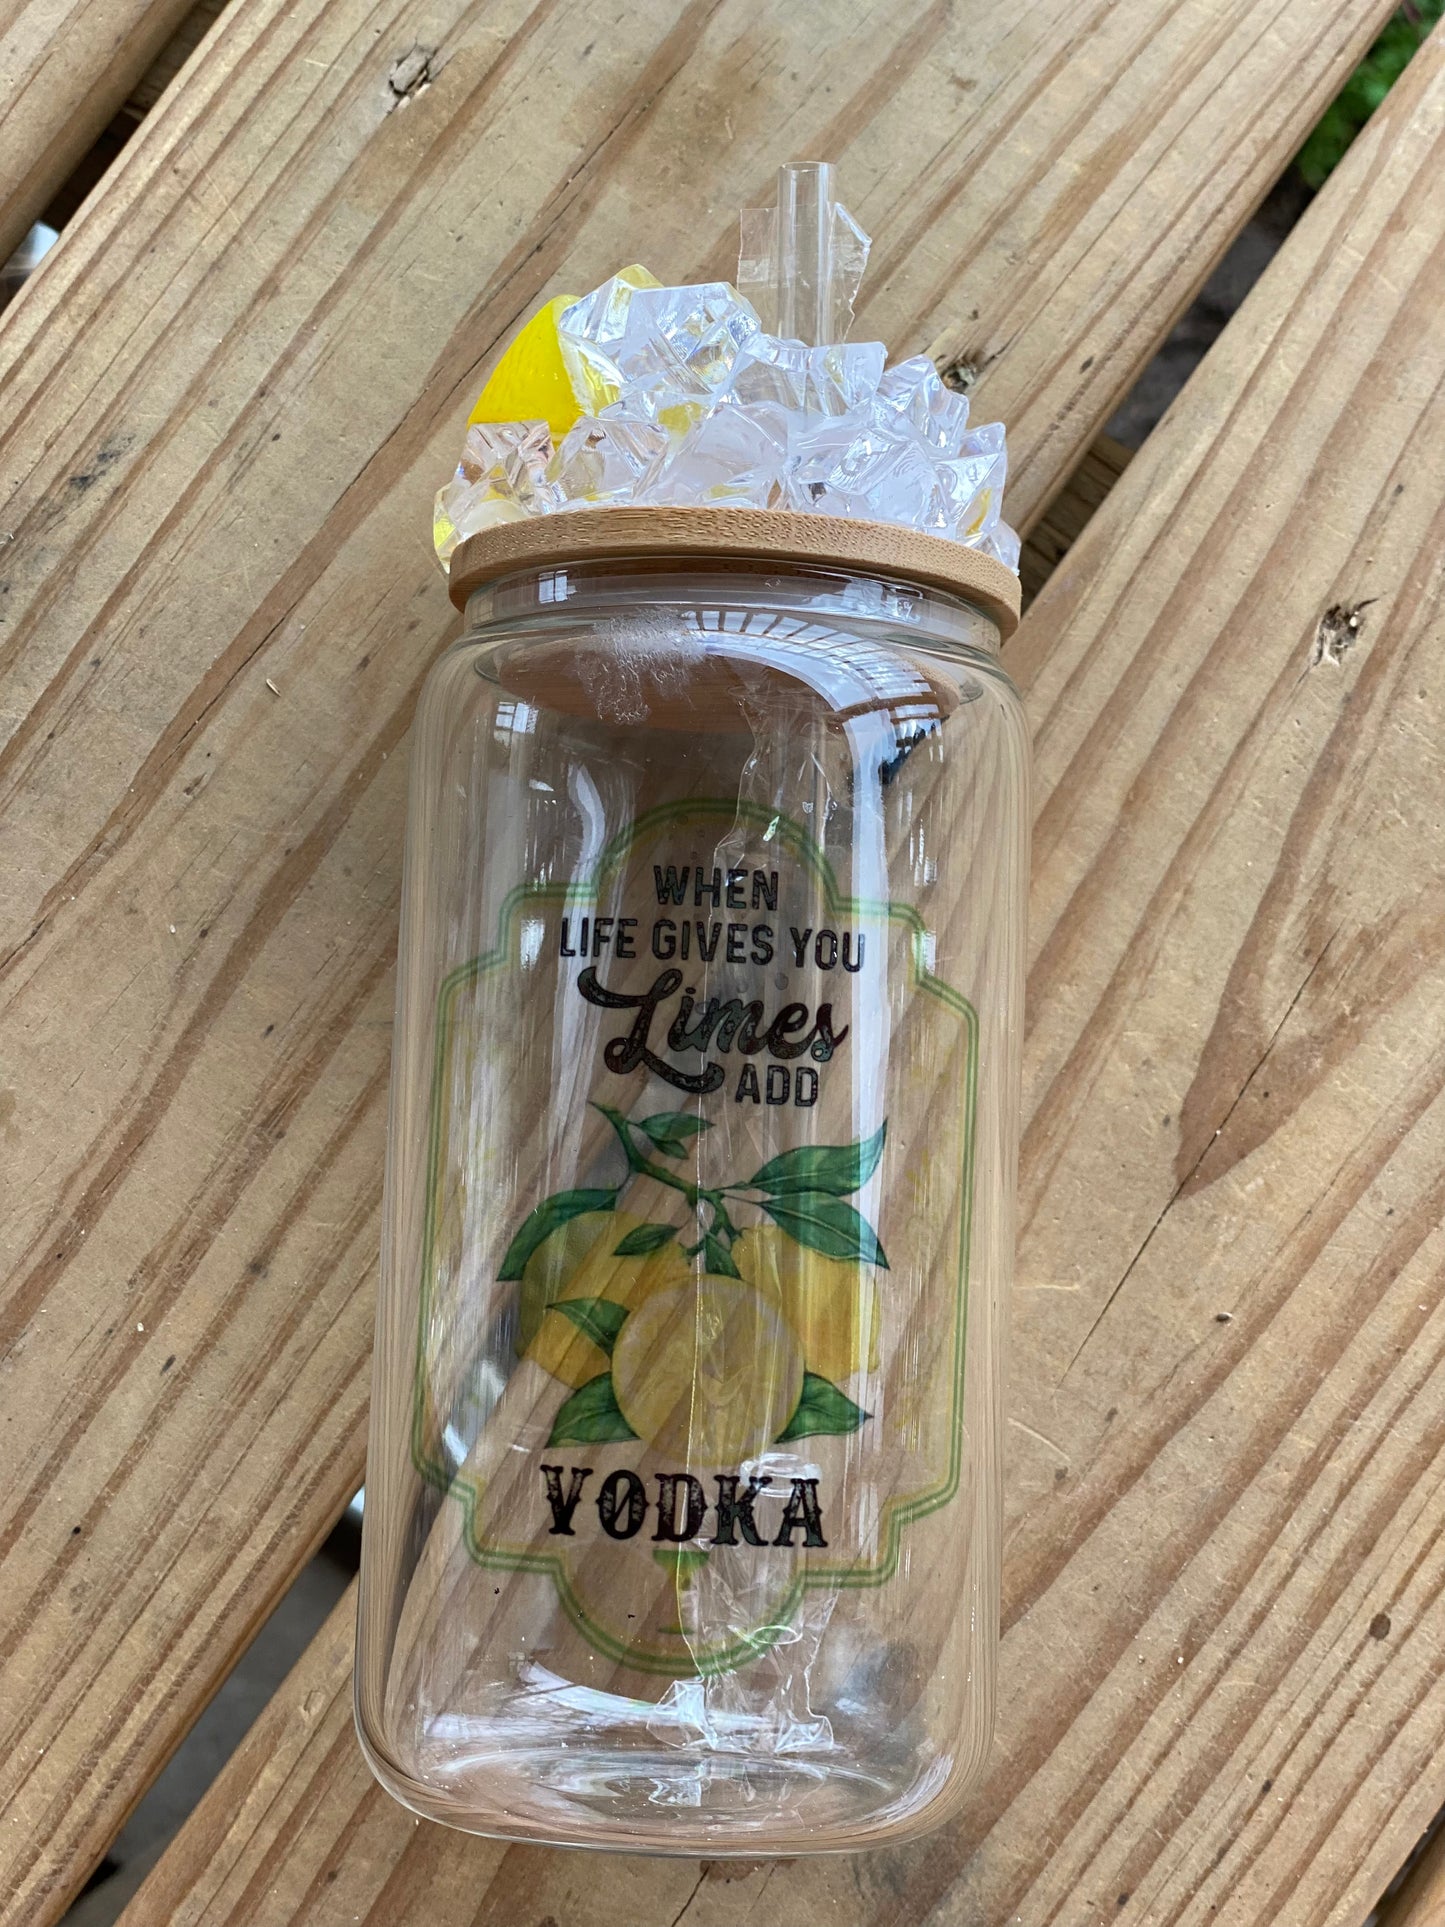 WHEN
LIFE GIVES YOU
Limes
ADD
VODKA